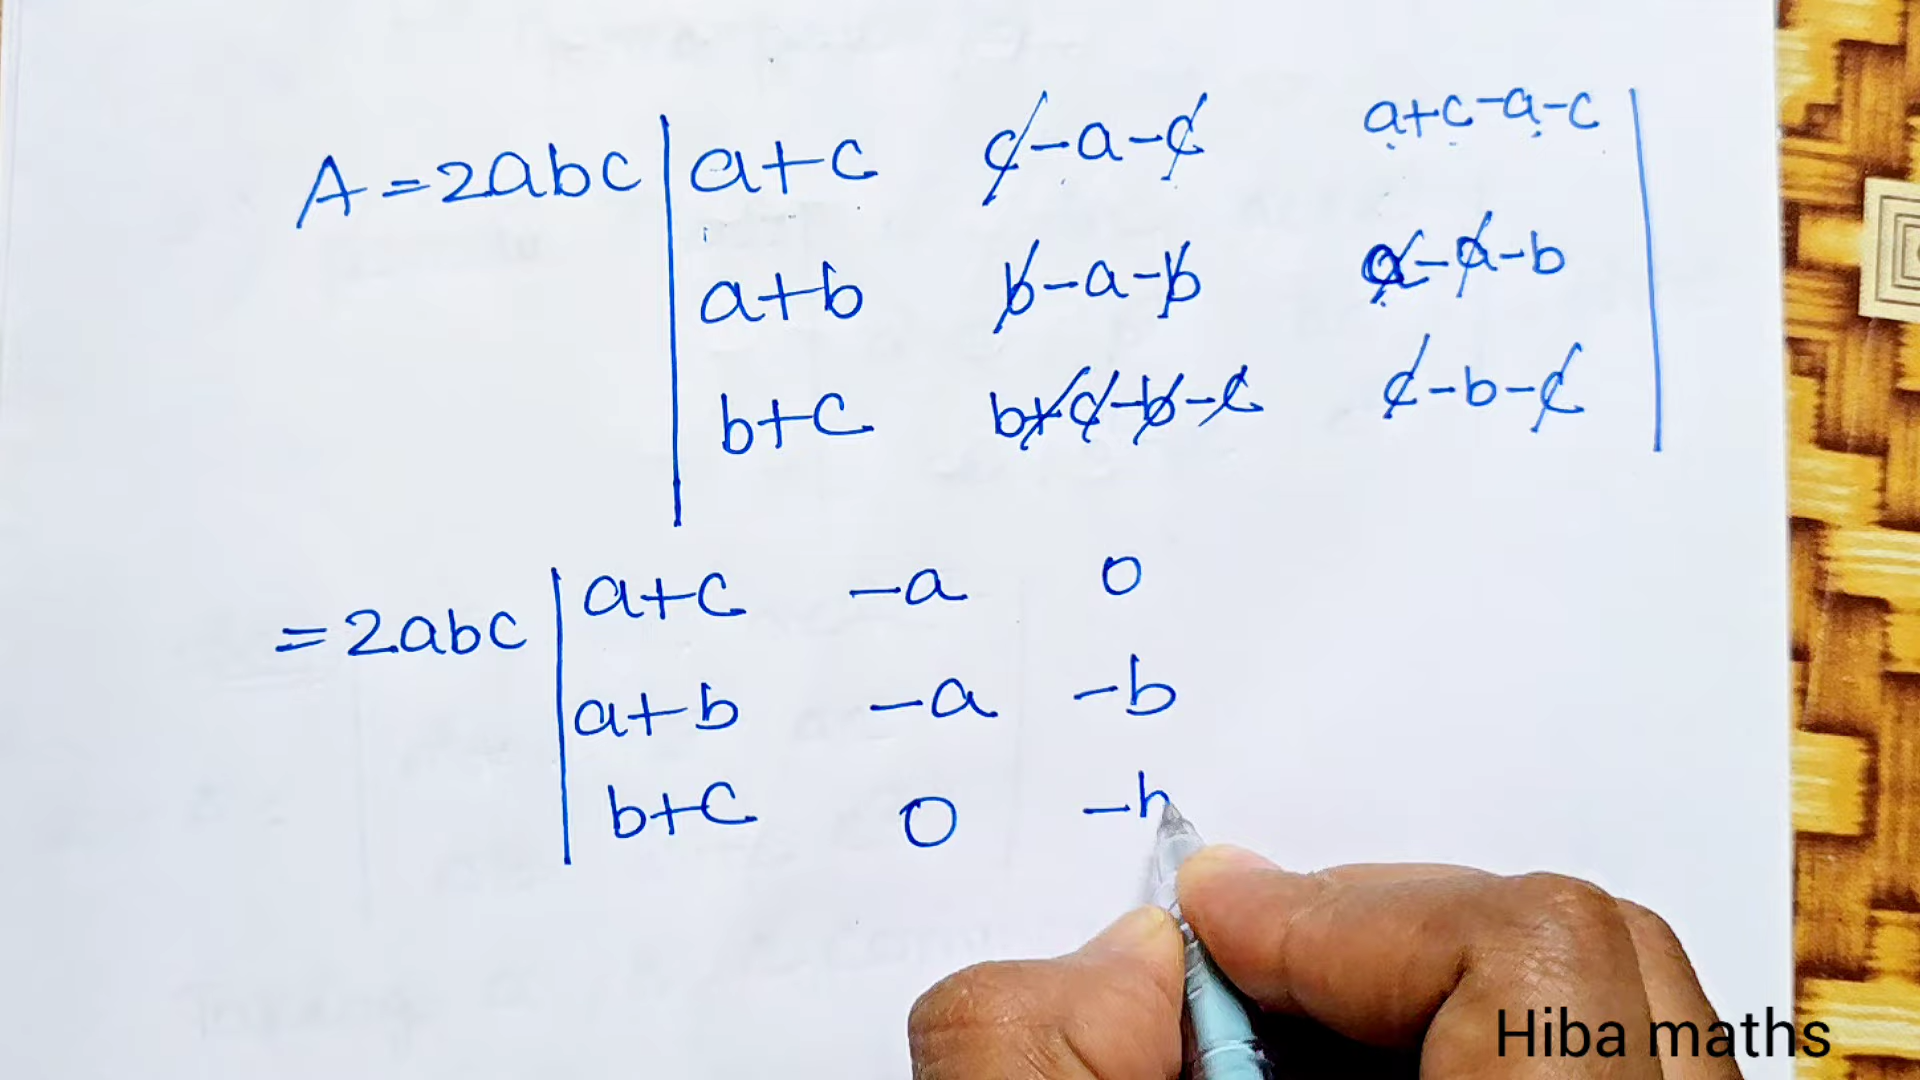 A = 2abc | a+c c-a-c a+c-a-c |
a+b b-a-b a-a-b
b+c b+c-b-c c-b-c
= 2abc | a+c -a 0
a+b -a -b
b+c 0 -b
Hiba maths